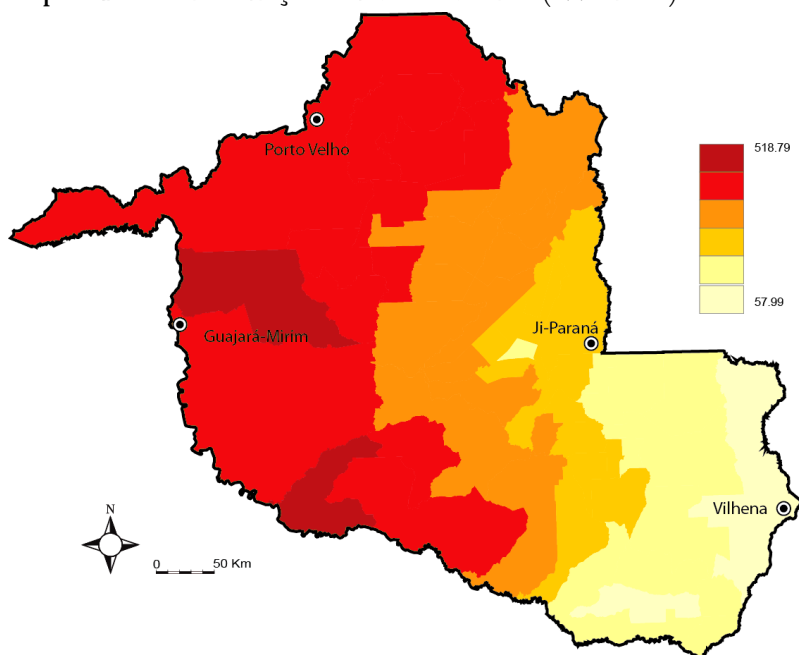 518.79
Porto Velho
57.99
Ji-Paraná
Guajará-Mirim
Vilhena
N
0 50 Km